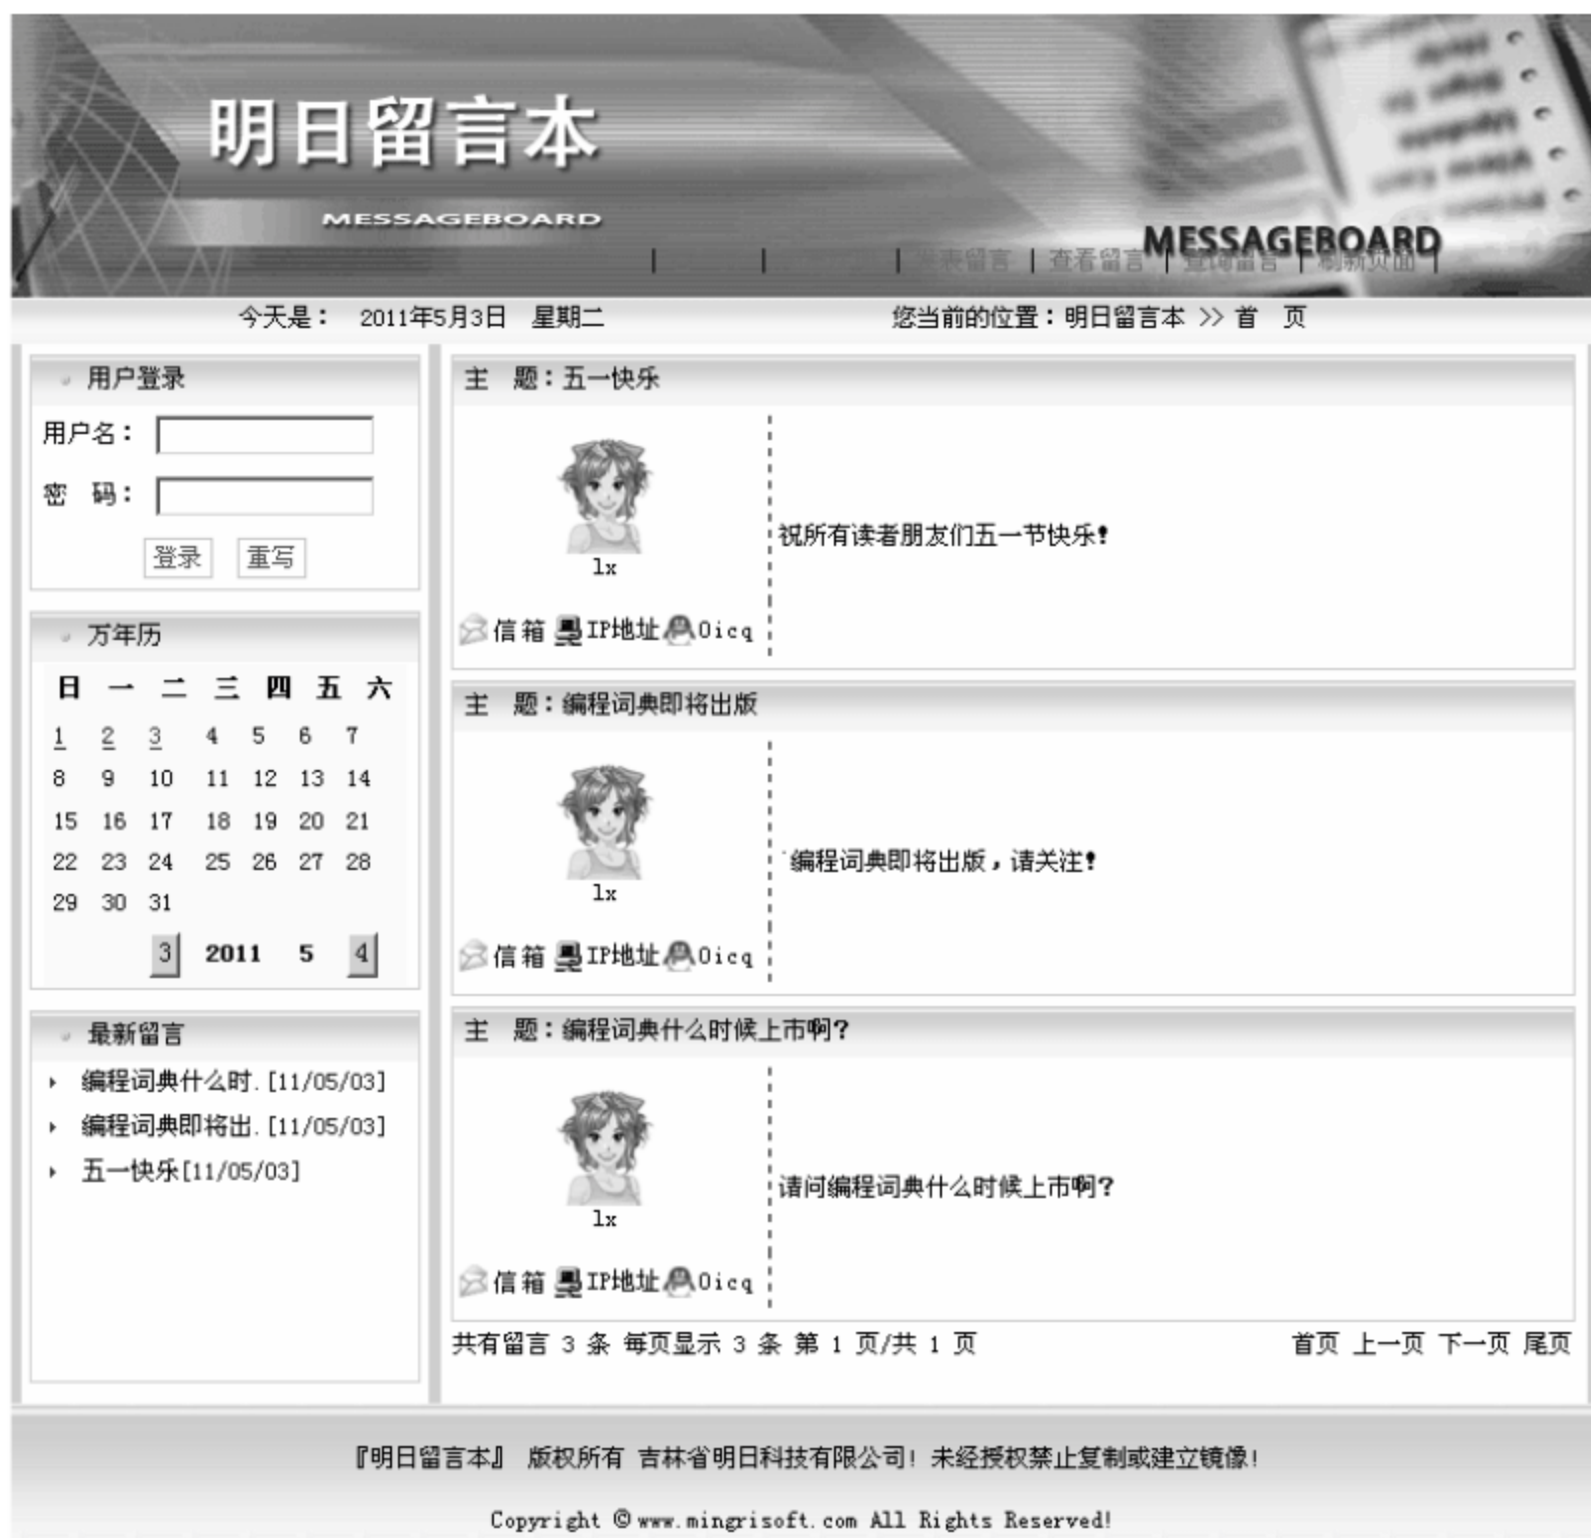 明日留言本
MESSAGEBOARD
MESSAGEBOARD
| | | 发表留言 | 查看留言 | 查询留言 | 刷新页面 |
今天是： 2011年5月3日 星期二 您当前的位置：明日留言本 >> 首 页
用户登录
用户名：
密 码：
登录 重写
万年历
日 一 二 三 四 五 六
1 2 3 4 5 6 7
8 9 10 11 12 13 14
15 16 17 18 19 20 21
22 23 24 25 26 27 28
29 30 31
3 2011 5 4
最新留言
编程词典什么时.[11/05/03]
编程词典即将出.[11/05/03]
五一快乐[11/05/03]
主 题：五一快乐
祝所有读者朋友们五一节快乐！
lx
信箱 IP地址 Oicq
主 题：编程词典即将出版
编程词典即将出版，请关注！
lx
信箱 IP地址 Oicq
主 题：编程词典什么时候上市啊？
请问编程词典什么时候上市啊？
lx
信箱 IP地址 Oicq
共有留言 3 条 每页显示 3 条 第 1 页/共 1 页 首页 上一页 下一页 尾页
『明日留言本』 版权所有 吉林省明日科技有限公司! 未经授权禁止复制或建立镜像!
Copyright ©www.mingrisoft.com All Rights Reserved!